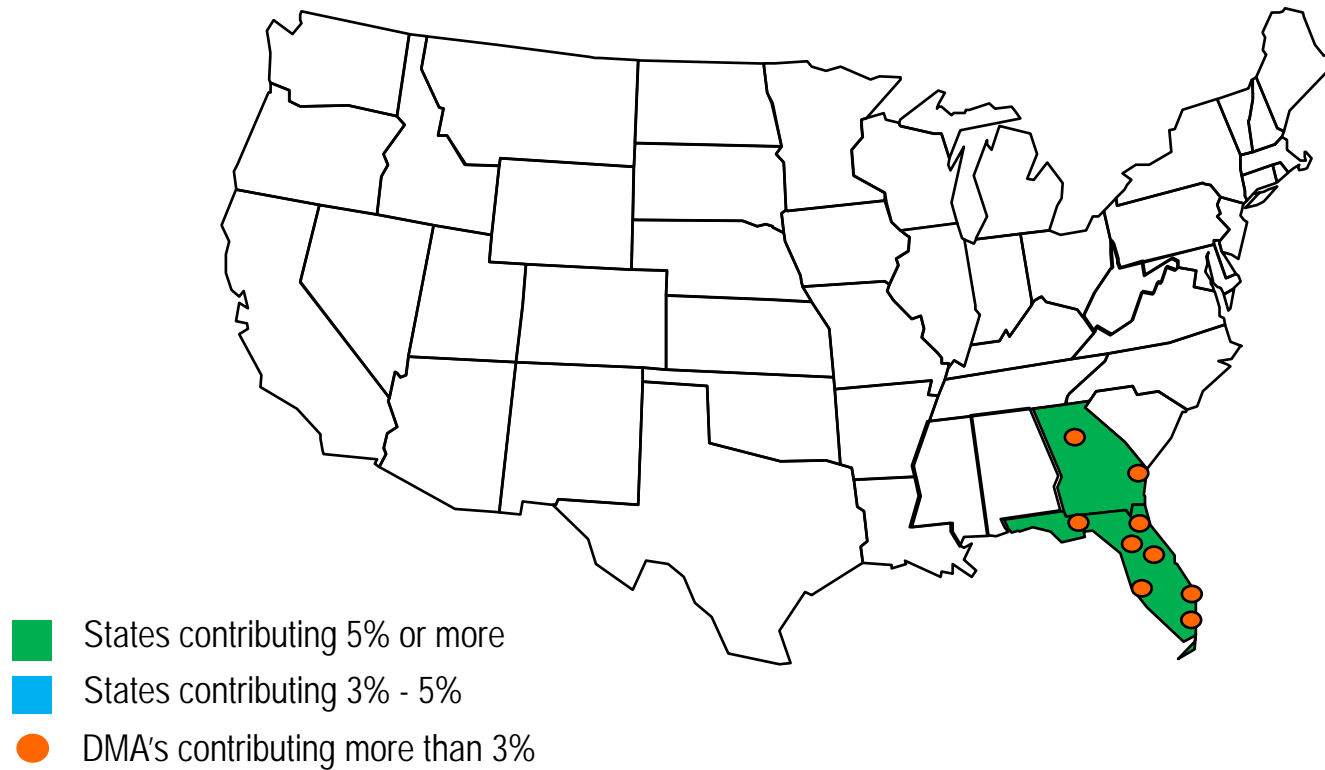 States contributing 5% or more
States contributing 3% - 5%
DMA's contributing more than 3%